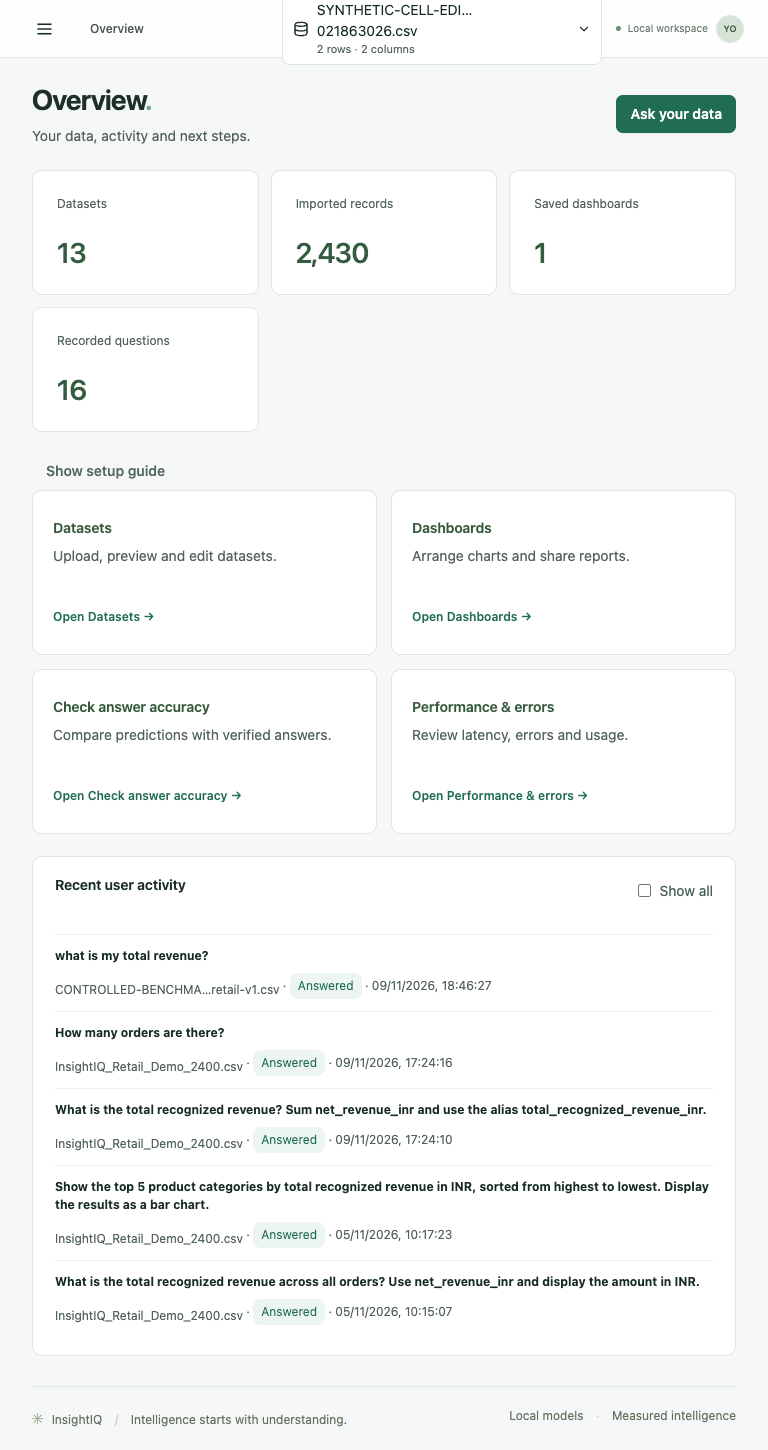 Overview
SYNTHETIC-CELL-EDI...
021863026.csv
2 rows · 2 columns
Local workspace
YO
Overview.
Your data, activity and next steps.
Ask your data
Datasets
13
Imported records
2,430
Saved dashboards
1
Recorded questions
16
Show setup guide
Datasets
Upload, preview and edit datasets.
Open Datasets →
Dashboards
Arrange charts and share reports.
Open Dashboards →
Check answer accuracy
Compare predictions with verified answers.
Open Check answer accuracy →
Performance & errors
Review latency, errors and usage.
Open Performance & errors →
Recent user activity
Show all
what is my total revenue?
CONTROLLED-BENCHMA...retail-v1.csv · Answered · 09/11/2026, 18:46:27
How many orders are there?
InsightIQ_Retail_Demo_2400.csv · Answered · 09/11/2026, 17:24:16
What is the total recognized revenue? Sum net_revenue_inr and use the alias total_recognized_revenue_inr.
InsightIQ_Retail_Demo_2400.csv · Answered · 09/11/2026, 17:24:10
Show the top 5 product categories by total recognized revenue in INR, sorted from highest to lowest. Display
the results as a bar chart.
InsightIQ_Retail_Demo_2400.csv · Answered · 05/11/2026, 10:17:23
What is the total recognized revenue across all orders? Use net_revenue_inr and display the amount in INR.
InsightIQ_Retail_Demo_2400.csv · Answered · 05/11/2026, 10:15:07
InsightIQ / Intelligence starts with understanding.
Local models · Measured intelligence